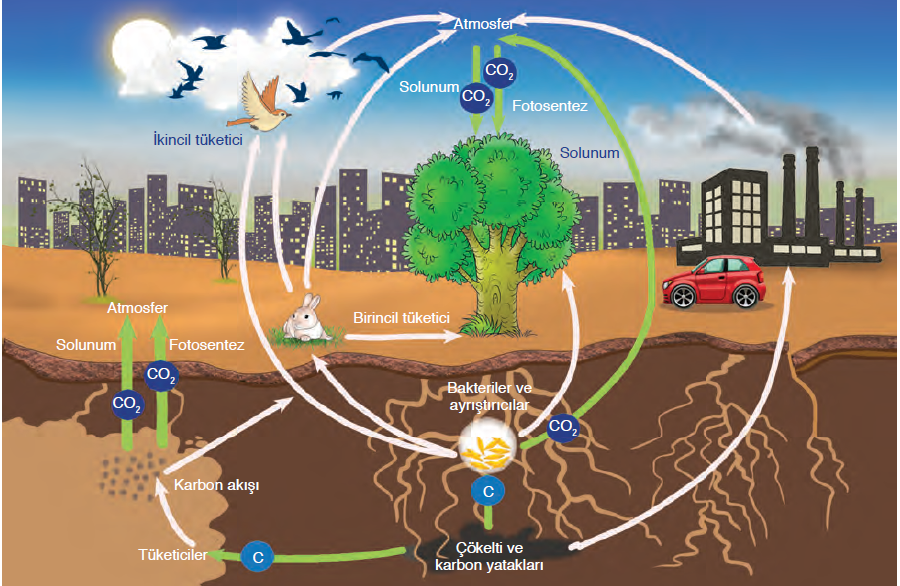 Atmosfer
CO2
Solunum
CO2
Fotosentez
İkincil tüketici
Solunum
Atmosfer
Birincil tüketici
Solunum
Fotosentez
CO2
CO2
Bakteriler ve
ayrıştırıcılar
CO2
Karbon akışı
C
Tüketiciler
C
Çökelti ve
karbon yatakları